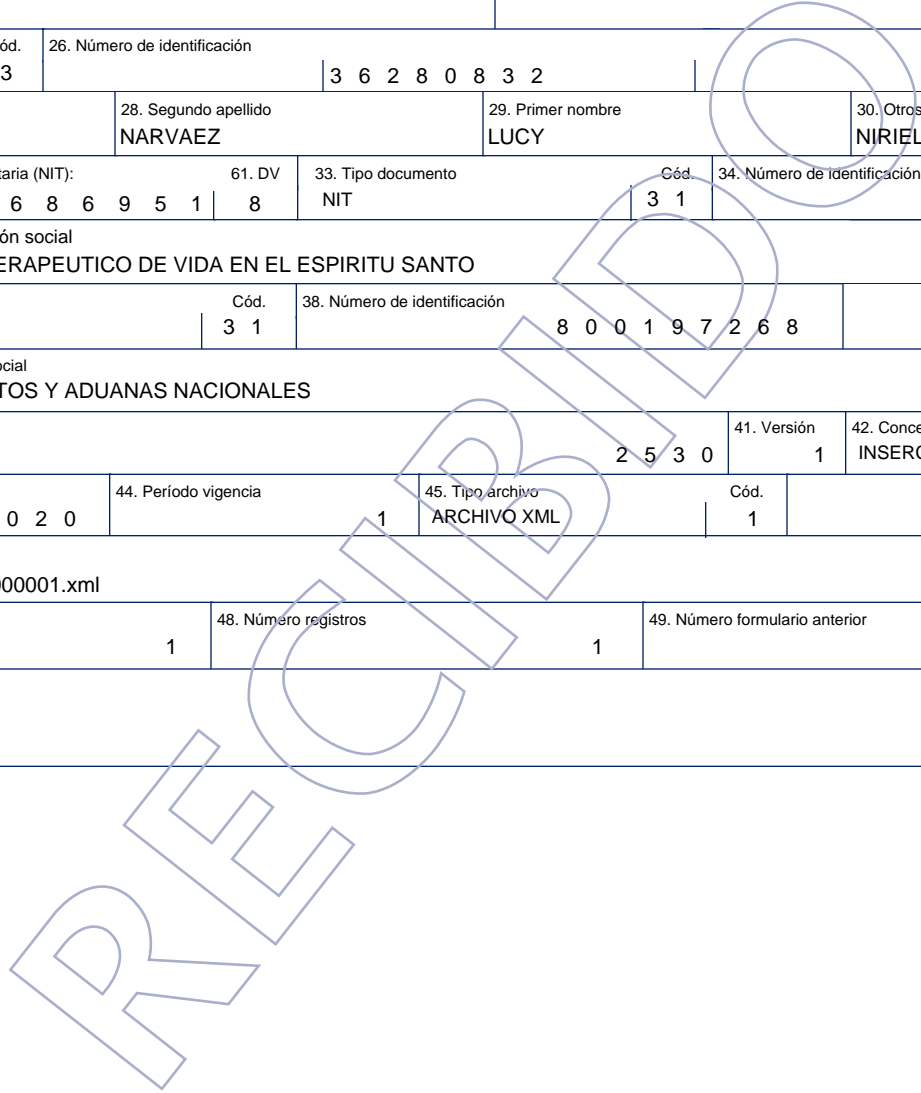 ód. 26. Número de identificación
3 3 6 2 8 0 8 3 2
28. Segundo apellido 29. Primer nombre 30. Otros
NARVAEZ LUCY NIRIEL
taria (NIT): 61. DV 33. Tipo documento Cód. 34. Número de identificación
6 8 6 9 5 1 8 NIT 3 1
ón social
ERAPEUTICO DE VIDA EN EL ESPIRITU SANTO
Cód. 38. Número de identificación
3 1 8 0 0 1 9 7 2 6 8
ocial
TOS Y ADUANAS NACIONALES
41. Versión 42. Conce
2 5 3 0 1 INSERC
44. Período vigencia 45. Tipo archivo Cód.
0 2 0 1 ARCHIVO XML 1
000001.xml
48. Número registros 49. Número formulario anterior
1 1
RECIBIDO